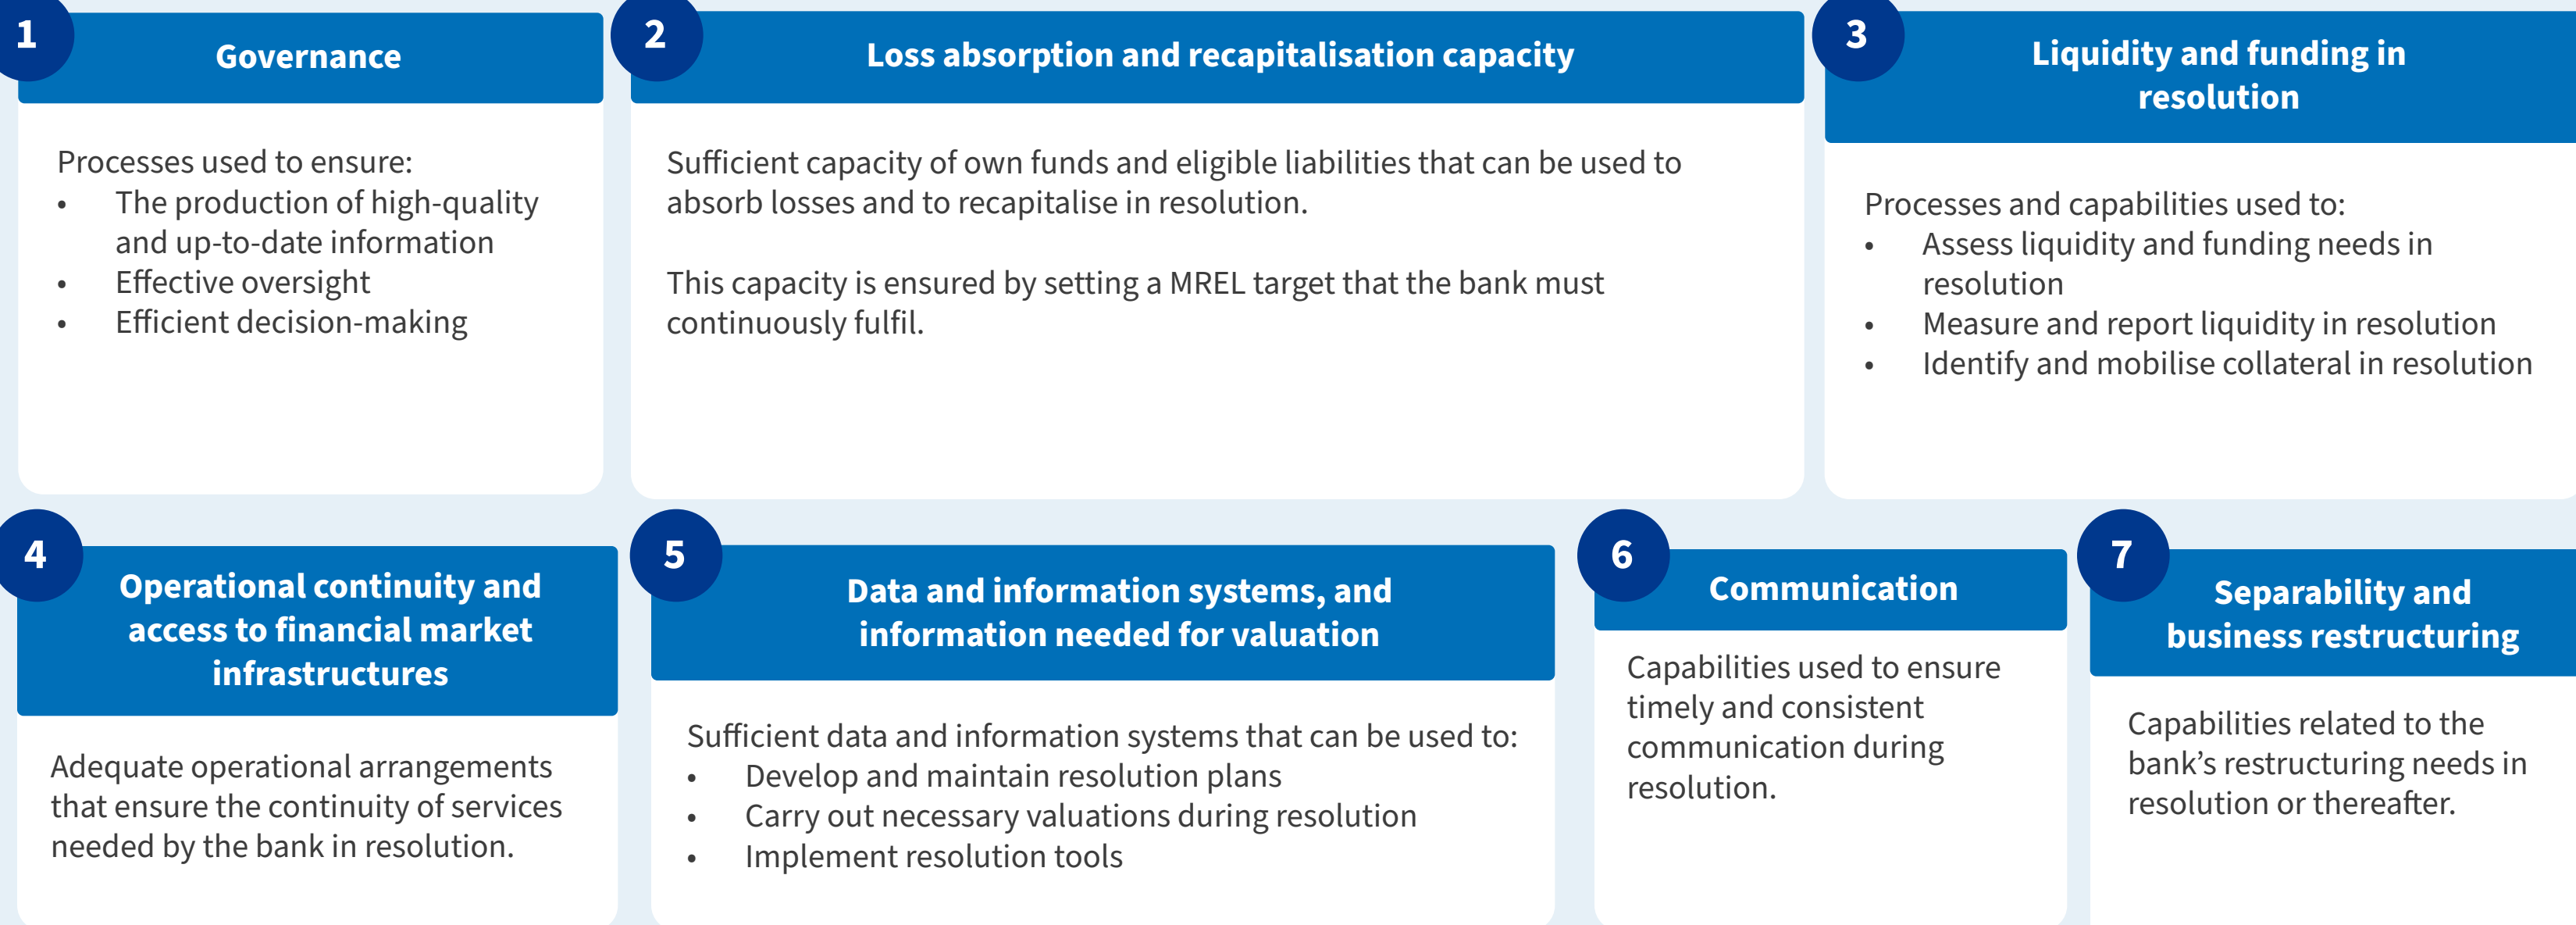 1
Governance
Processes used to ensure:
• The production of high-quality
and up-to-date information
• Effective oversight
• Efficient decision-making
2
Loss absorption and recapitalisation capacity
Sufficient capacity of own funds and eligible liabilities that can be used to
absorb losses and to recapitalise in resolution.
This capacity is ensured by setting a MREL target that the bank must
continuously fulfil.
3
Liquidity and funding in
resolution
Processes and capabilities used to:
• Assess liquidity and funding needs in
resolution
• Measure and report liquidity in resolution
• Identify and mobilise collateral in resolution
4
Operational continuity and
access to financial market
infrastructures
Adequate operational arrangements
that ensure the continuity of services
needed by the bank in resolution.
5
Data and information systems, and
information needed for valuation
Sufficient data and information systems that can be used to:
• Develop and maintain resolution plans
• Carry out necessary valuations during resolution
• Implement resolution tools
6
Communication
Capabilities used to ensure
timely and consistent
communication during
resolution.
7
Separability and
business restructuring
Capabilities related to the
bank’s restructuring needs in
resolution or thereafter.